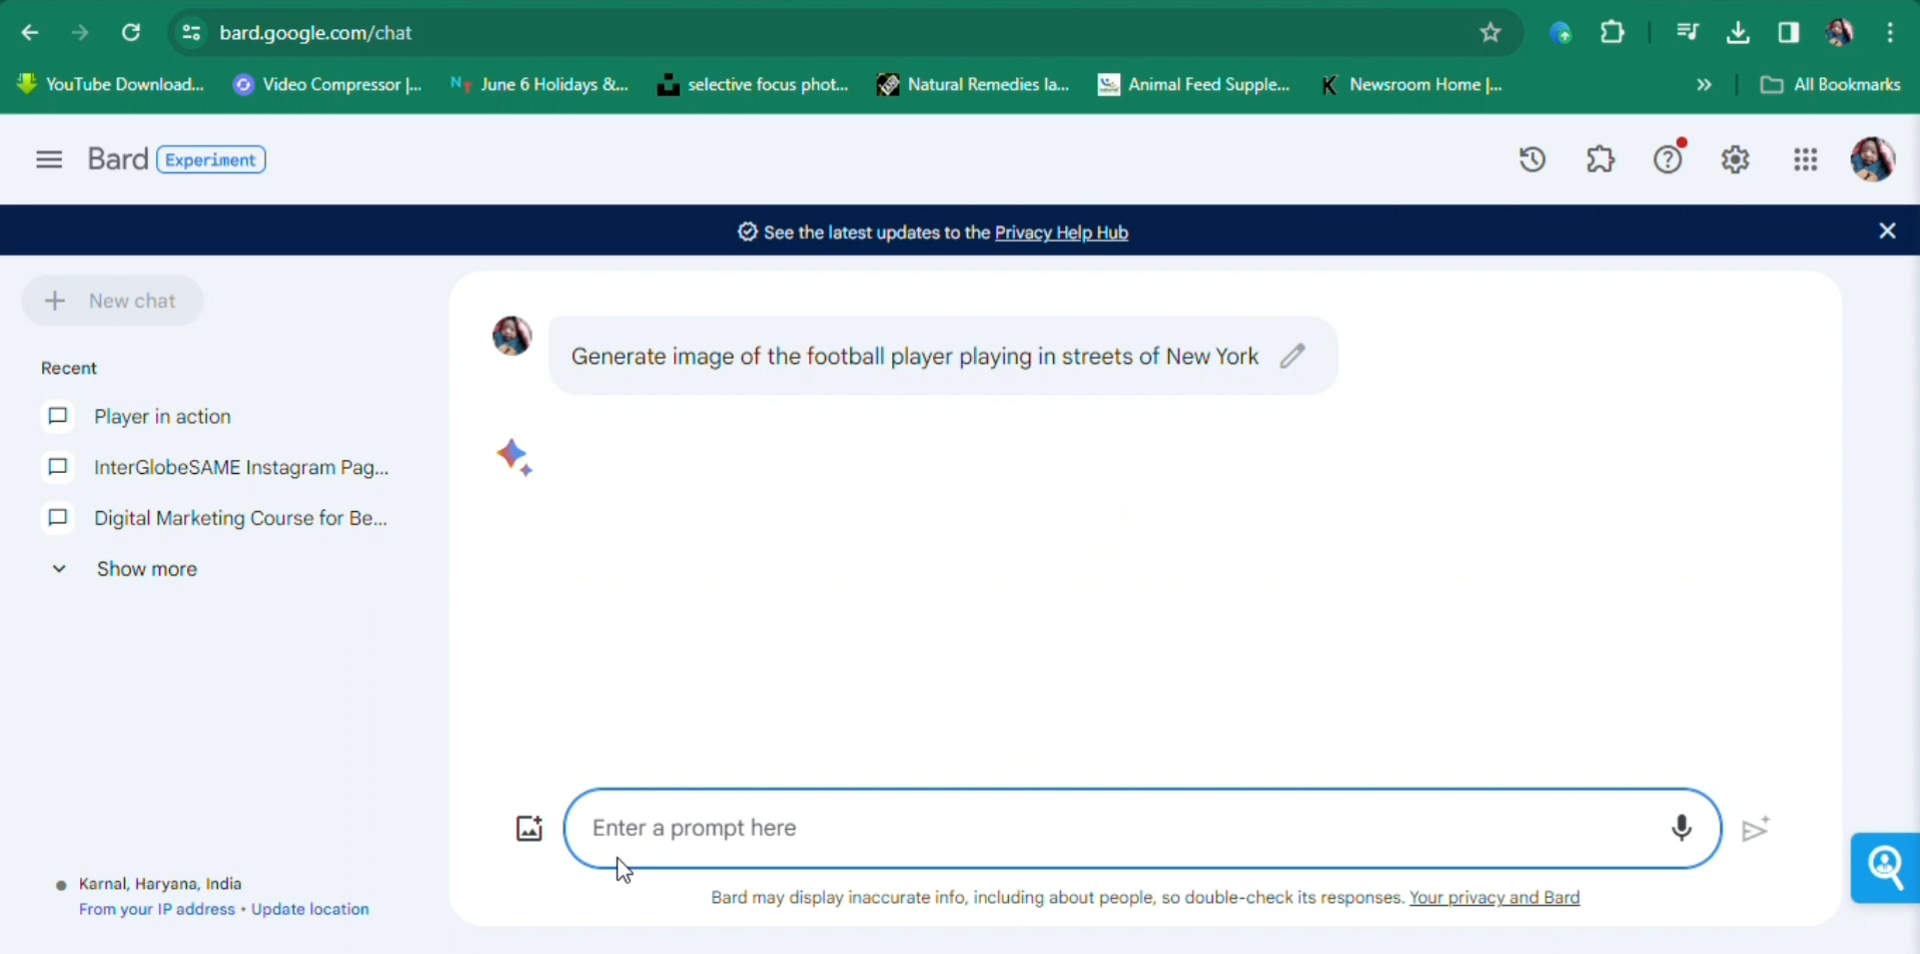 bard.google.com/chat
YouTube Download... Video Compressor |... June 6 Holidays &... selective focus phot... Natural Remedies la... Animal Feed Supple... Newsroom Home |... » All Bookmarks
Bard Experiment
See the latest updates to the Privacy Help Hub
+ New chat
Generate image of the football player playing in streets of New York
Recent
Player in action
InterGlobeSAME Instagram Pag...
Digital Marketing Course for Be...
Show more
Enter a prompt here
Karnal, Haryana, India
From your IP address • Update location
Bard may display inaccurate info, including about people, so double-check its responses. Your privacy and Bard